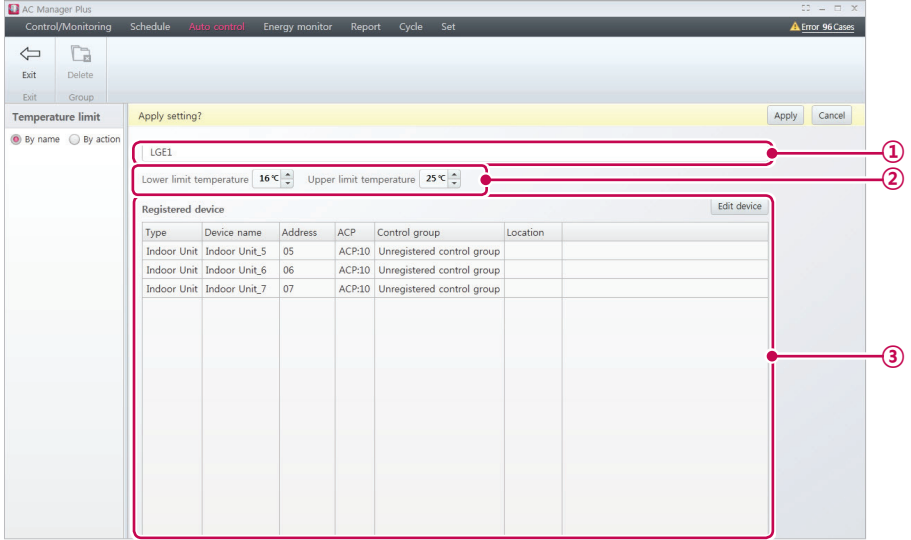 AC Manager Plus
Control/Monitoring Schedule Auto control Energy monitor Report Cycle Set Error 96 Cases
Exit Delete
Exit Group
Temperature limit Apply setting? Apply Cancel
By name By action
LGE1 ①
Lower limit temperature 16℃ Upper limit temperature 25℃ ②
Registered device Edit device
Type Device name Address ACP Control group Location
Indoor Unit Indoor Unit_5 05 ACP:10 Unregistered control group
Indoor Unit Indoor Unit_6 06 ACP:10 Unregistered control group
Indoor Unit Indoor Unit_7 07 ACP:10 Unregistered control group
③